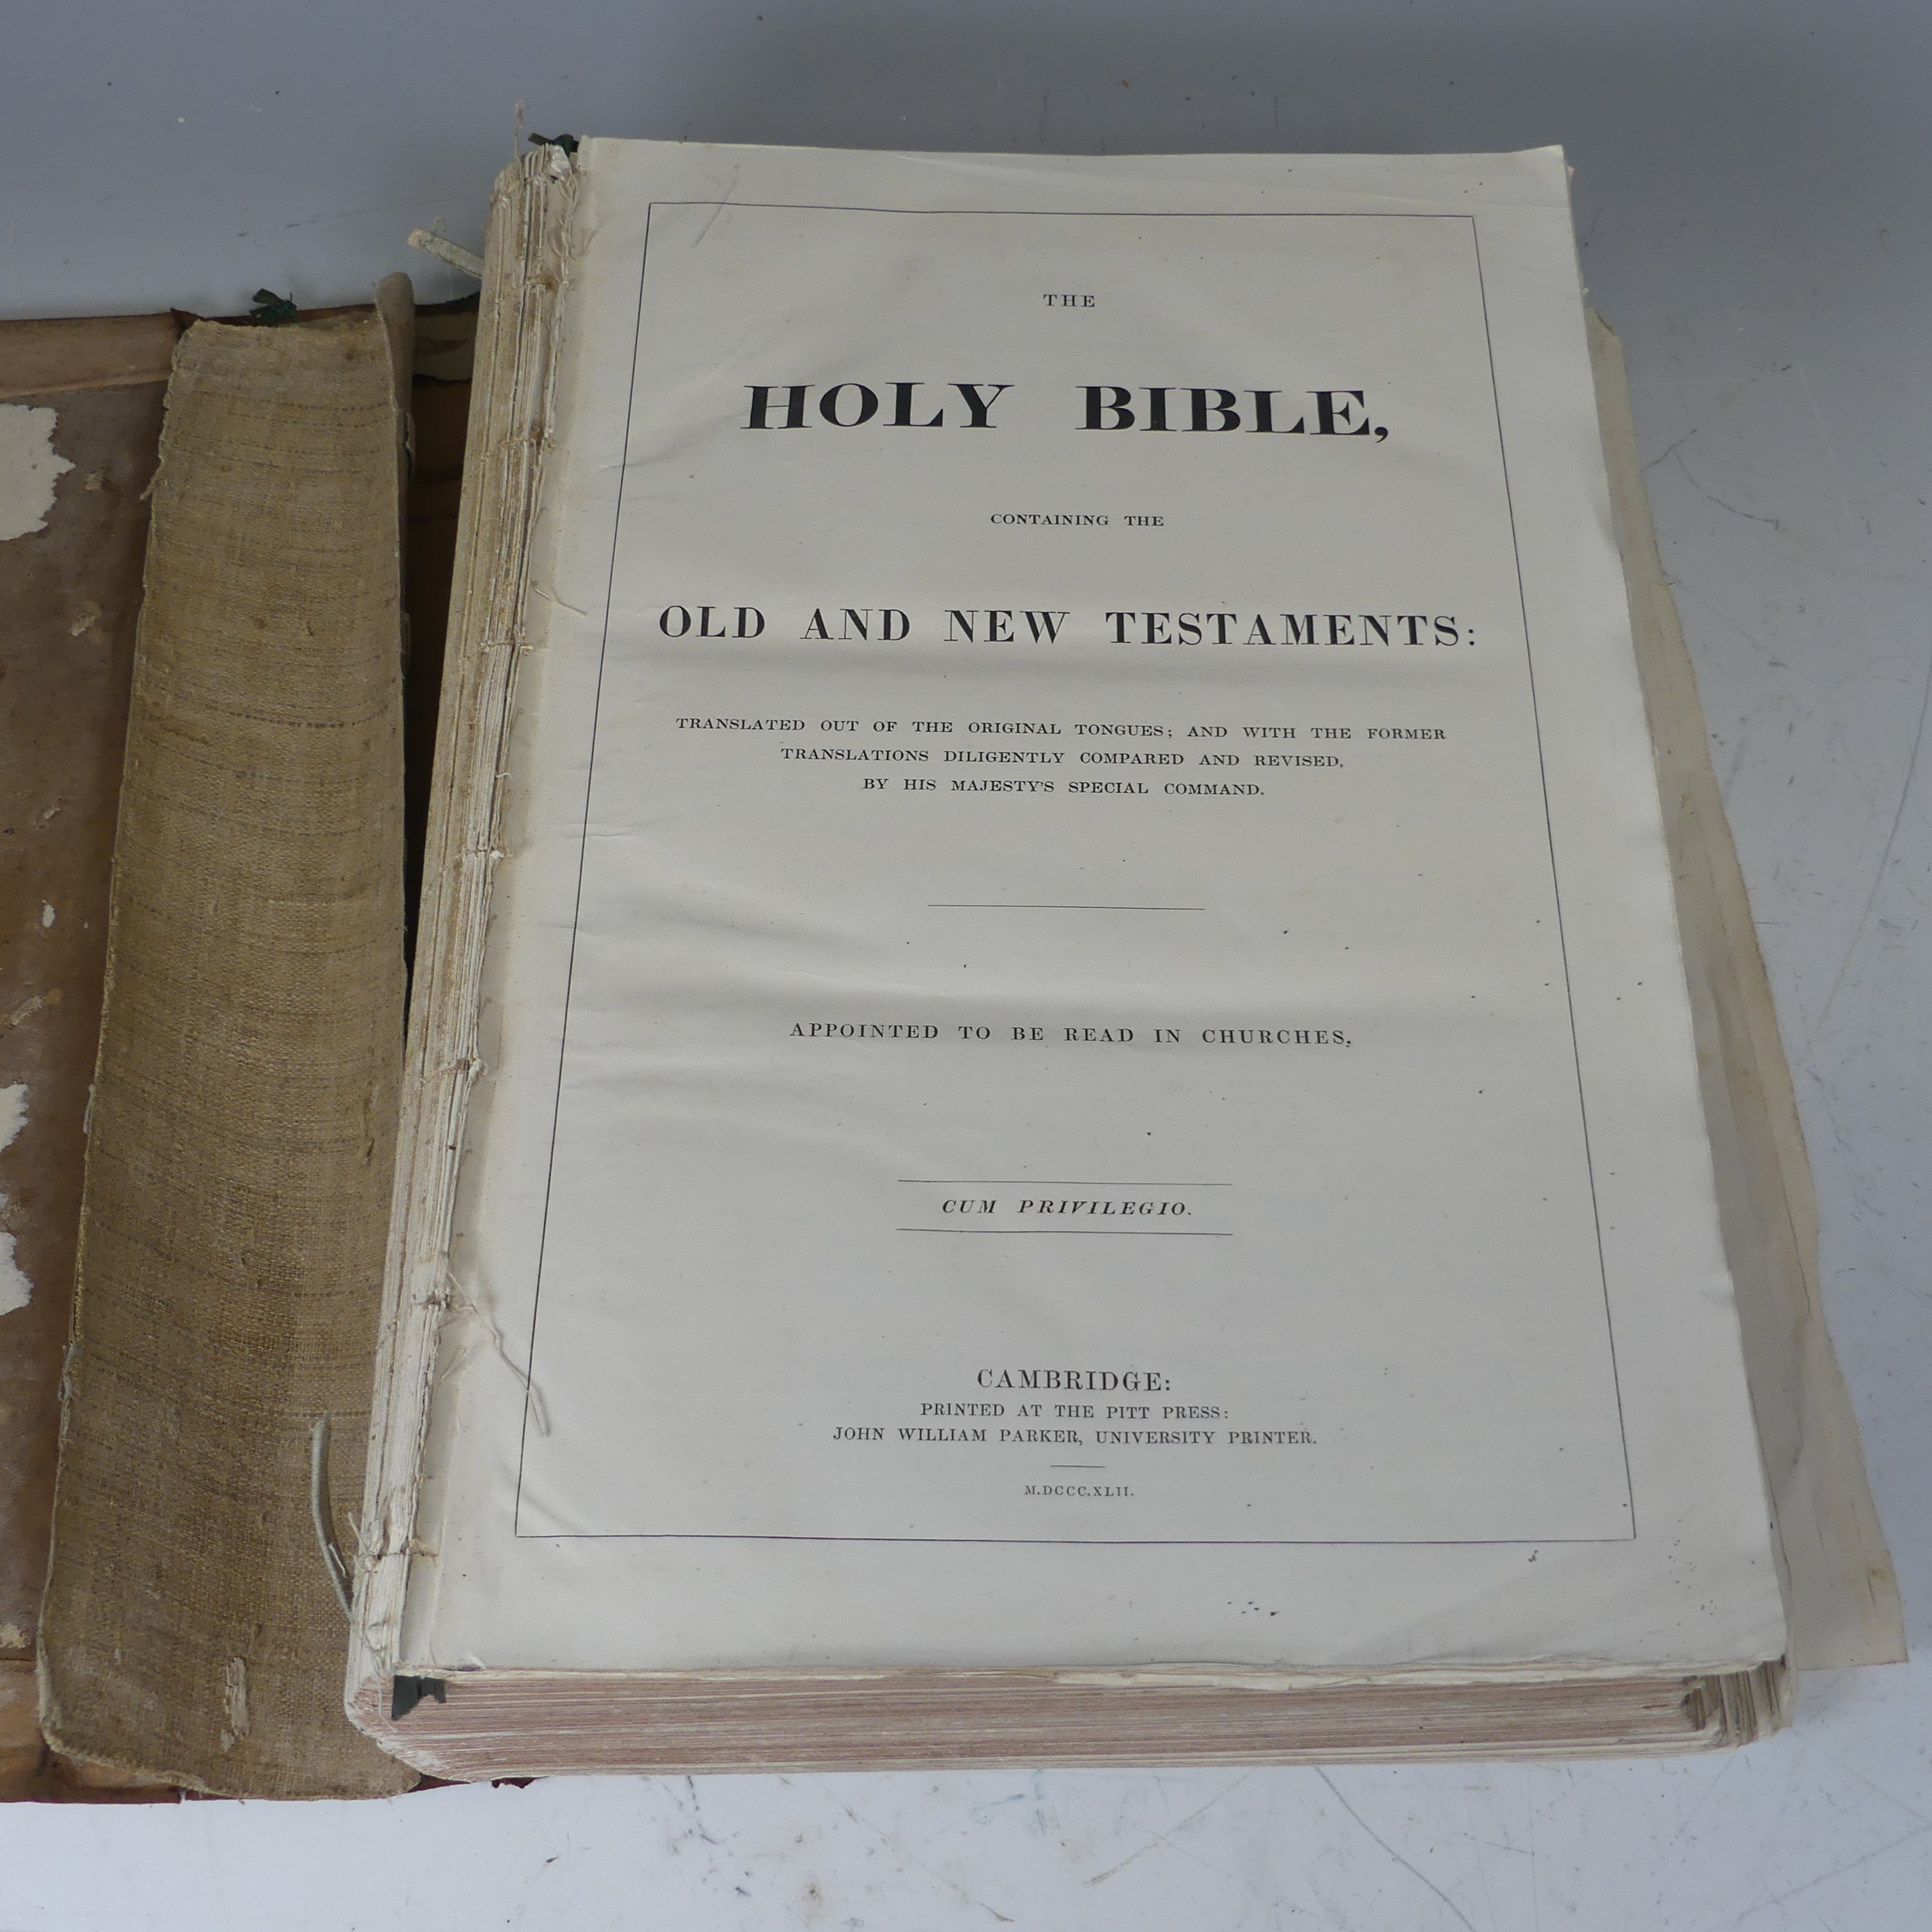 THE
HOLY BIBLE,
CONTAINING THE
OLD AND NEW TESTAMENTS:
TRANSLATED OUT OF THE ORIGINAL TONGUES; AND WITH THE FORMER
TRANSLATIONS DILIGENTLY COMPARED AND REVISED,
BY HIS MAJESTY'S SPECIAL COMMAND.
APPOINTED TO BE READ IN CHURCHES.
CUM PRIVILEGIO.
CAMBRIDGE:
PRINTED AT THE PITT PRESS:
JOHN WILLIAM PARKER, UNIVERSITY PRINTER.
M.DCCC.XLII.